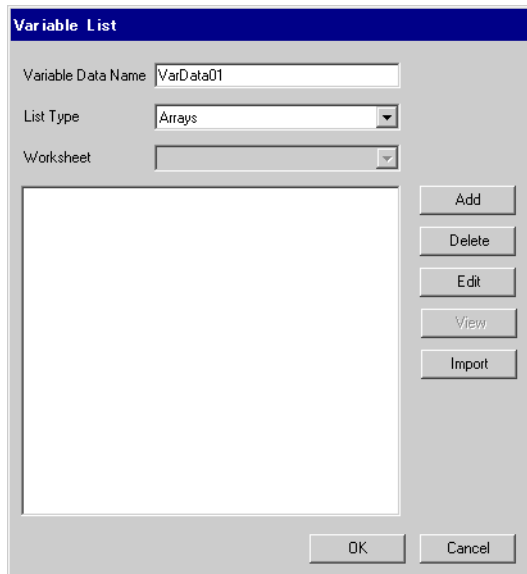 Variable List
Variable Data Name VarData01
List Type Arrays
Worksheet
Add
Delete
Edit
View
Import
OK Cancel